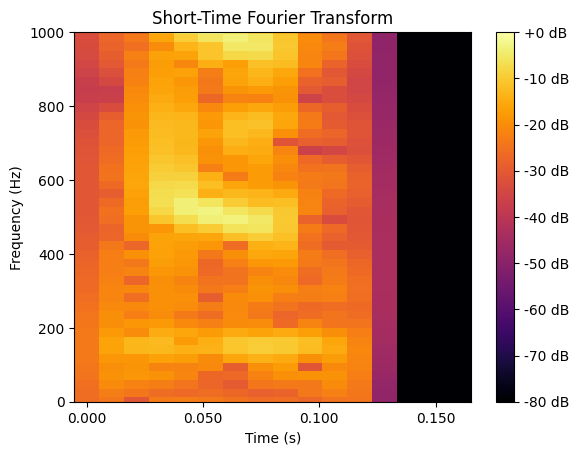 Short-Time Fourier Transform
1000
800
600
400
200
0
Frequency (Hz)
0.000
0.050
0.100
0.150
Time (s)
+0 dB
-10 dB
-20 dB
-30 dB
-40 dB
-50 dB
-60 dB
-70 dB
-80 dB